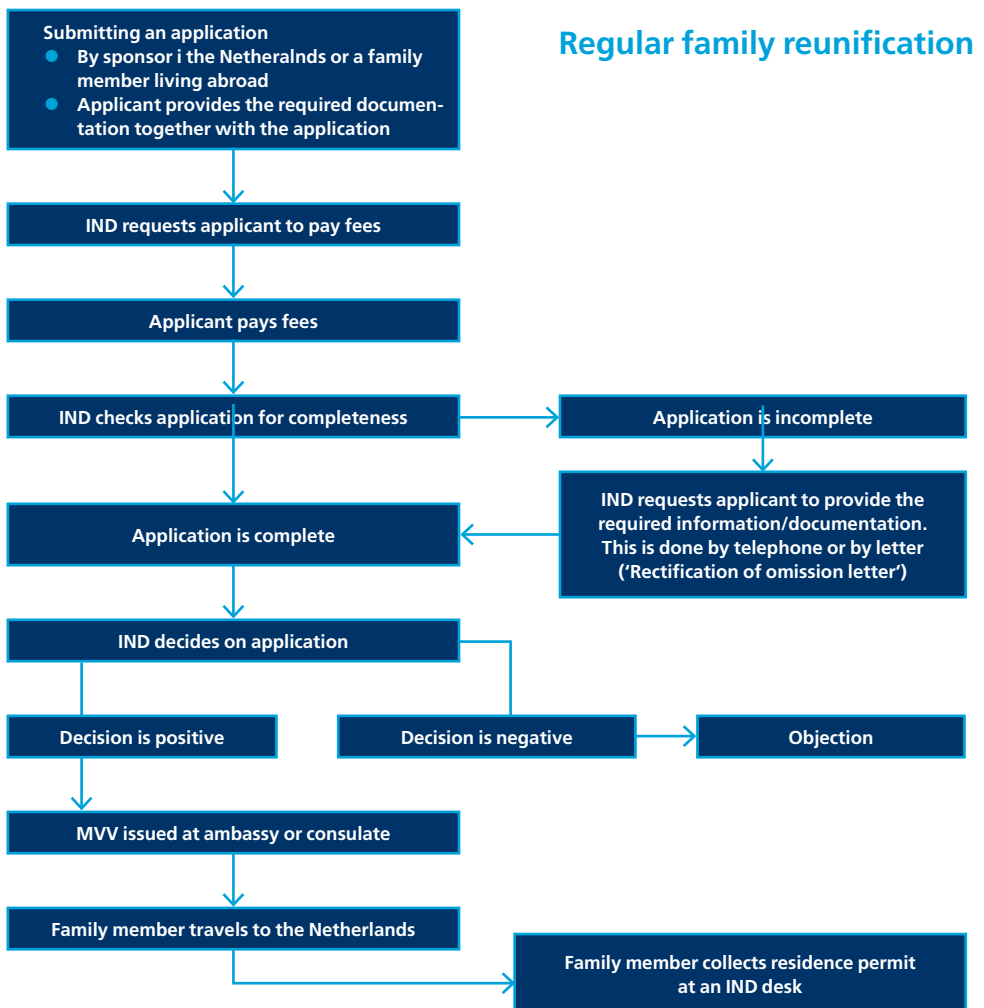 Regular family reunification
Submitting an application
● By sponsor i the Netheralnds or a family
member living abroad
● Applicant provides the required documen-
tation together with the application
IND requests applicant to pay fees
Applicant pays fees
IND checks application for completeness
Application is incomplete
IND requests applicant to provide the
required information/documentation.
This is done by telephone or by letter
(‘Rectification of omission letter’)
Application is complete
IND decides on application
Decision is positive
Decision is negative
Objection
MVV issued at embassy or consulate
Family member travels to the Netherlands
Family member collects residence permit
at an IND desk